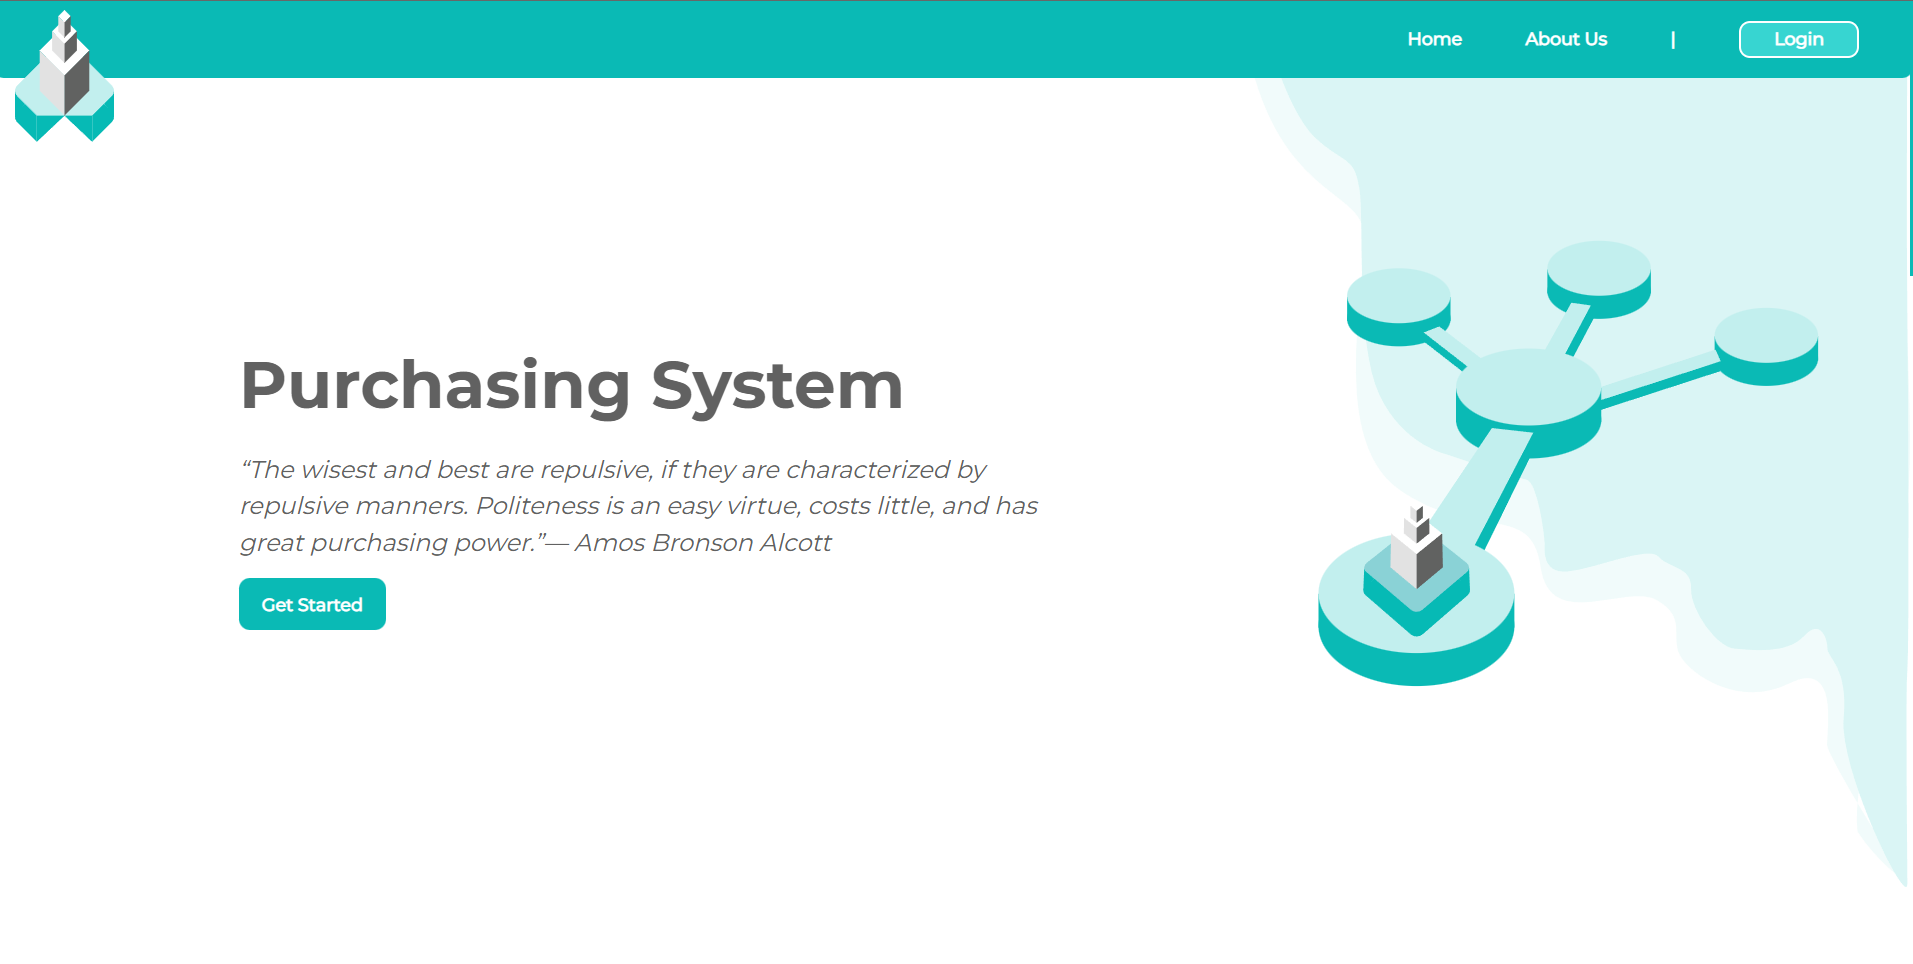 Home
About Us
|
Login
Purchasing System
“The wisest and best are repulsive, if they are characterized by
repulsive manners. Politeness is an easy virtue, costs little, and has
great purchasing power.”— Amos Bronson Alcott
Get Started